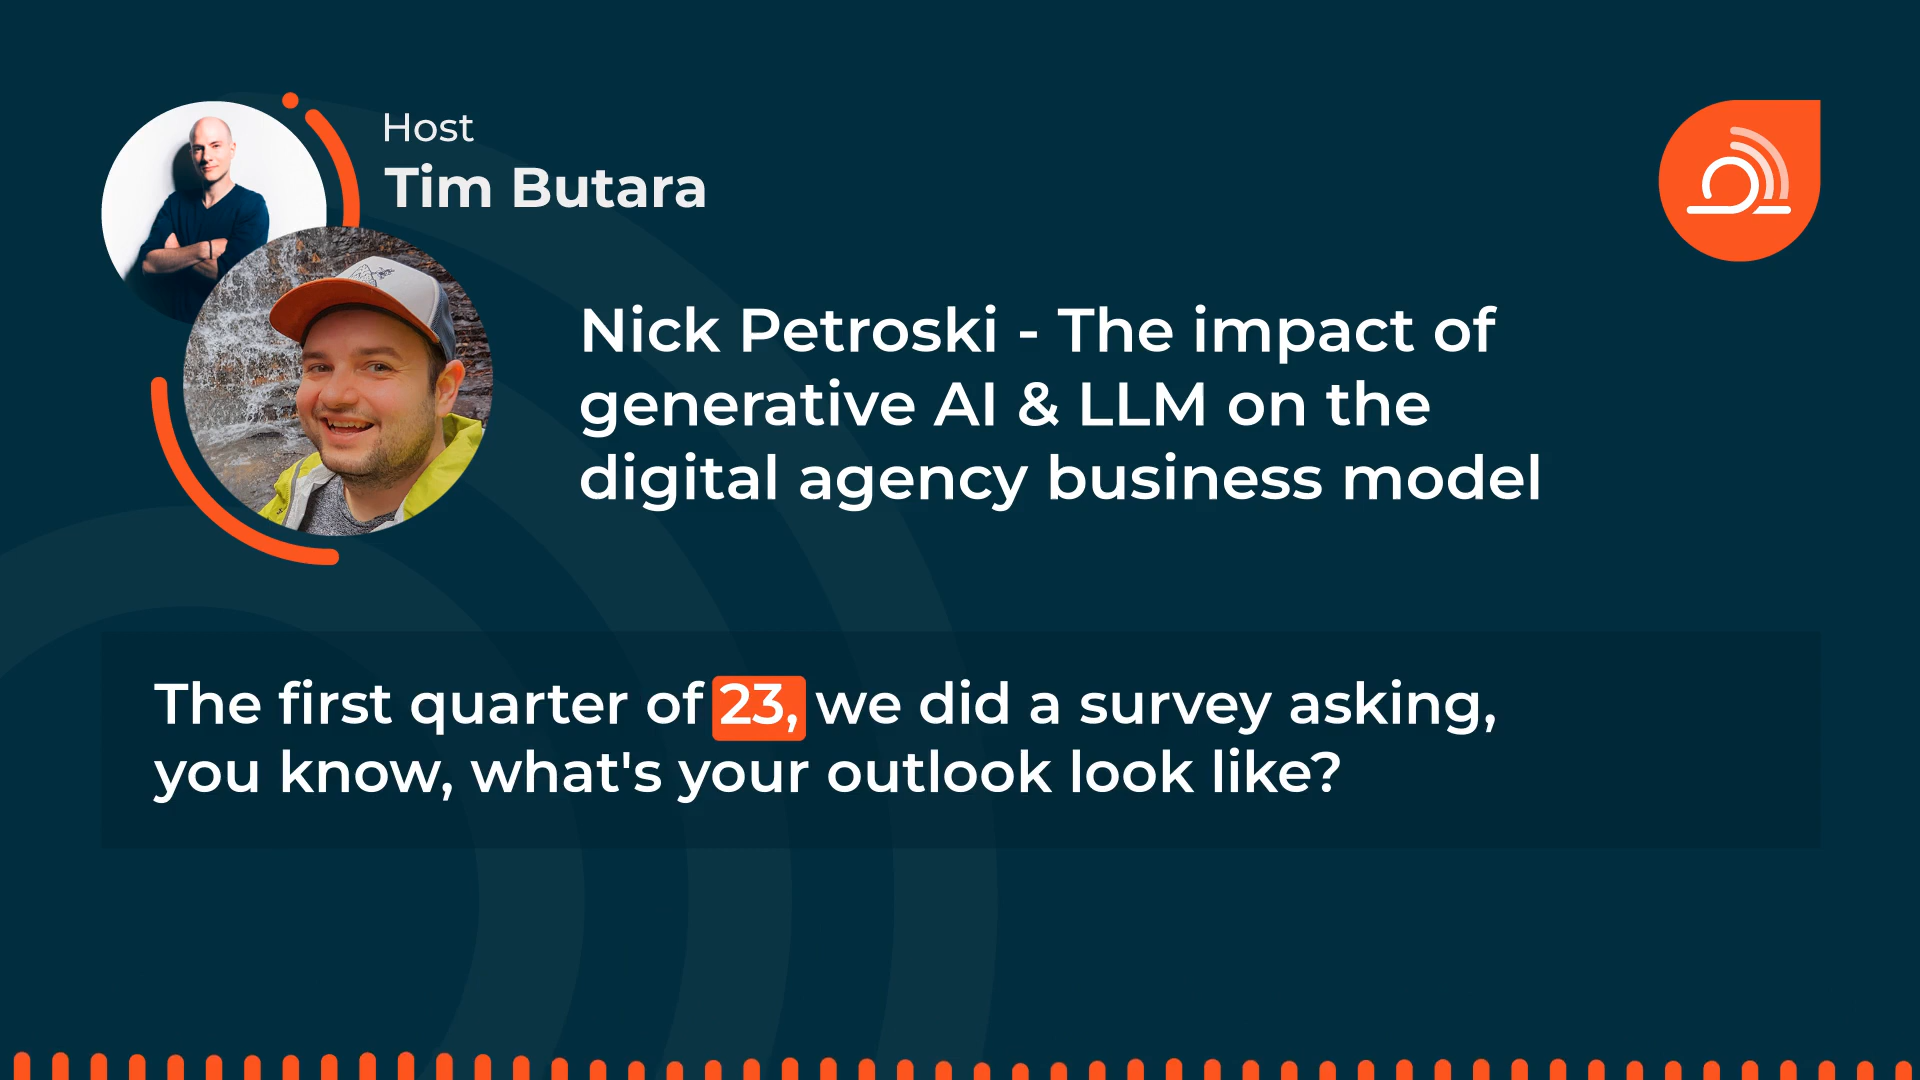 Host
Tim Butara
Nick Petroski - The impact of
generative AI & LLM on the
digital agency business model
The first quarter of 23, we did a survey asking,
you know, what's your outlook look like?